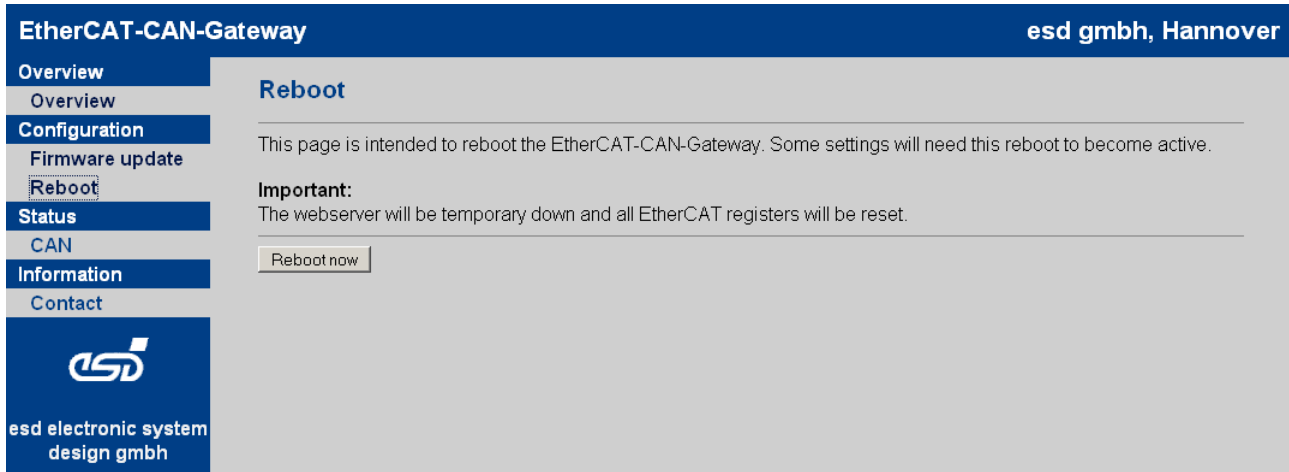 EtherCAT-CAN-Gateway
esd gmbh, Hannover
Overview
Overview
Configuration
Firmware update
Reboot
Status
CAN
Information
Contact
esd
esd electronic system
design gmbh
Reboot
This page is intended to reboot the EtherCAT-CAN-Gateway. Some settings will need this reboot to become active.
Important:
The webserver will be temporary down and all EtherCAT registers will be reset.
Reboot now